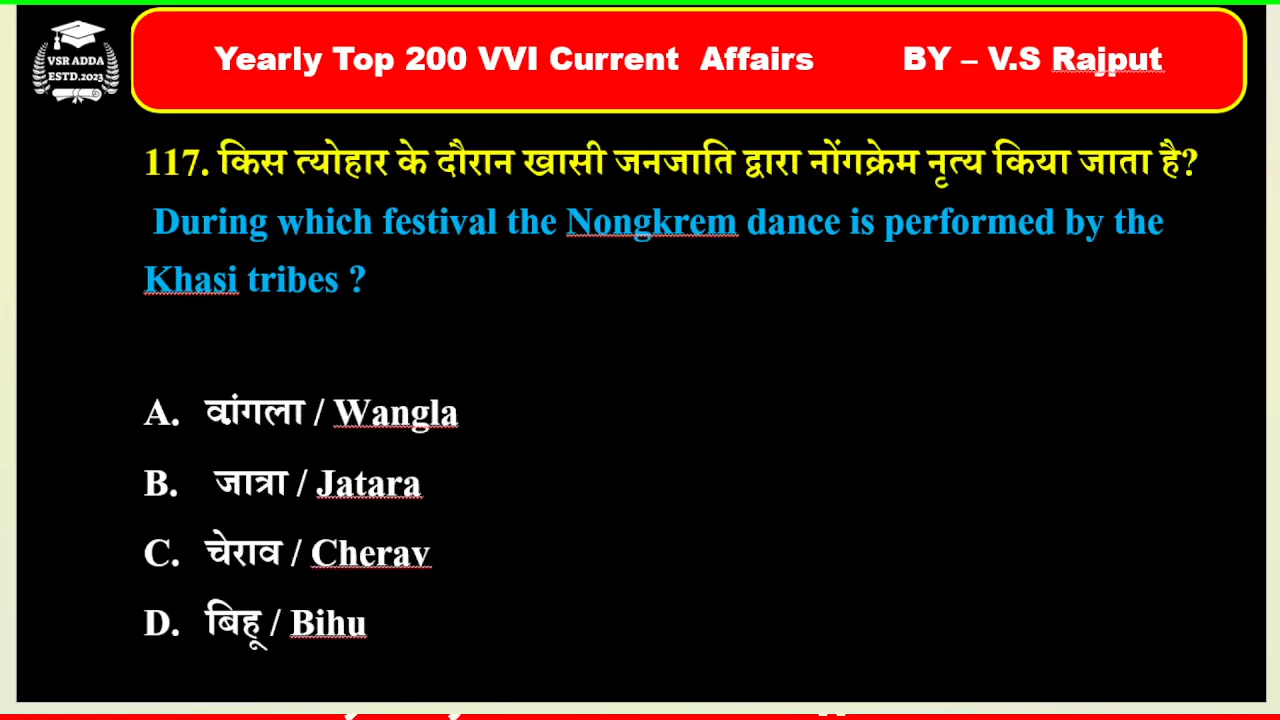 VSR ADDA
ESTD.2023
Yearly Top 200 VVI Current Affairs BY – V.S Rajput
117. किस त्योहार के दौरान खासी जनजाति द्वारा नोंगक्रेम नृत्य किया जाता है?
During which festival the Nongkrem dance is performed by the
Khasi tribes ?
A. वांगला / Wangla
B. जात्रा / Jatara
C. चेराव / Cherav
D. बिहू / Bihu